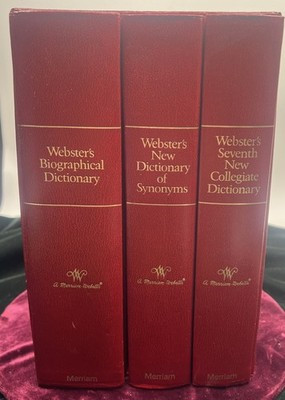 Webster's
Biographical
Dictionary
W
a Merriam-Webster®
Merriam
Webster's
New
Dictionary
of
Synonyms
W
a Merriam-Webster®
Merriam
Webster's
Seventh
New
Collegiate
Dictionary
W
a Merriam-Webster®
Merriam